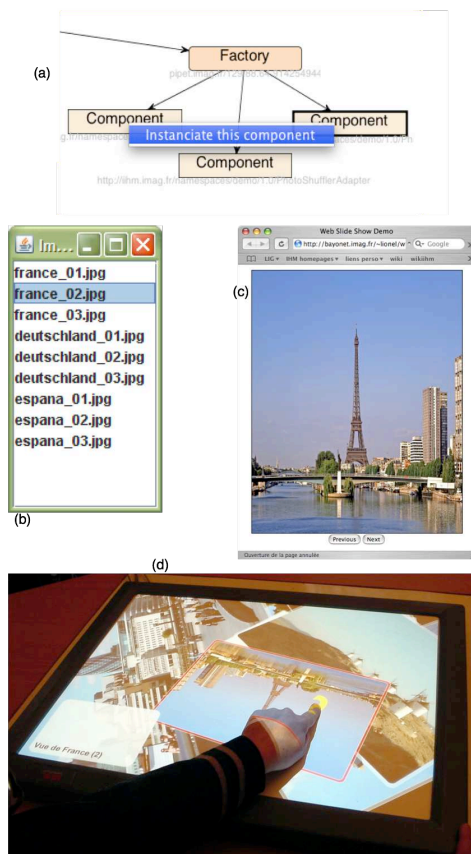 (a)
Factory
Component
Component
Instanciate this component
Component
http://iihm.imag.fr/namespaces/demo/1.0/PhotoShufflerAdapter
(b)
Im...
france_01.jpg
france_02.jpg
france_03.jpg
deutschland_01.jpg
deutschland_02.jpg
deutschland_03.jpg
espana_01.jpg
espana_02.jpg
espana_03.jpg
(c)
Web Slide Show Demo
http://bayonet.imag.fr/~lionel/w
Google
LIG IHM homepages liens perso wiki wikiihm
Previous Next
Ouverture de la page annulée
(d)
Vue de France (2)